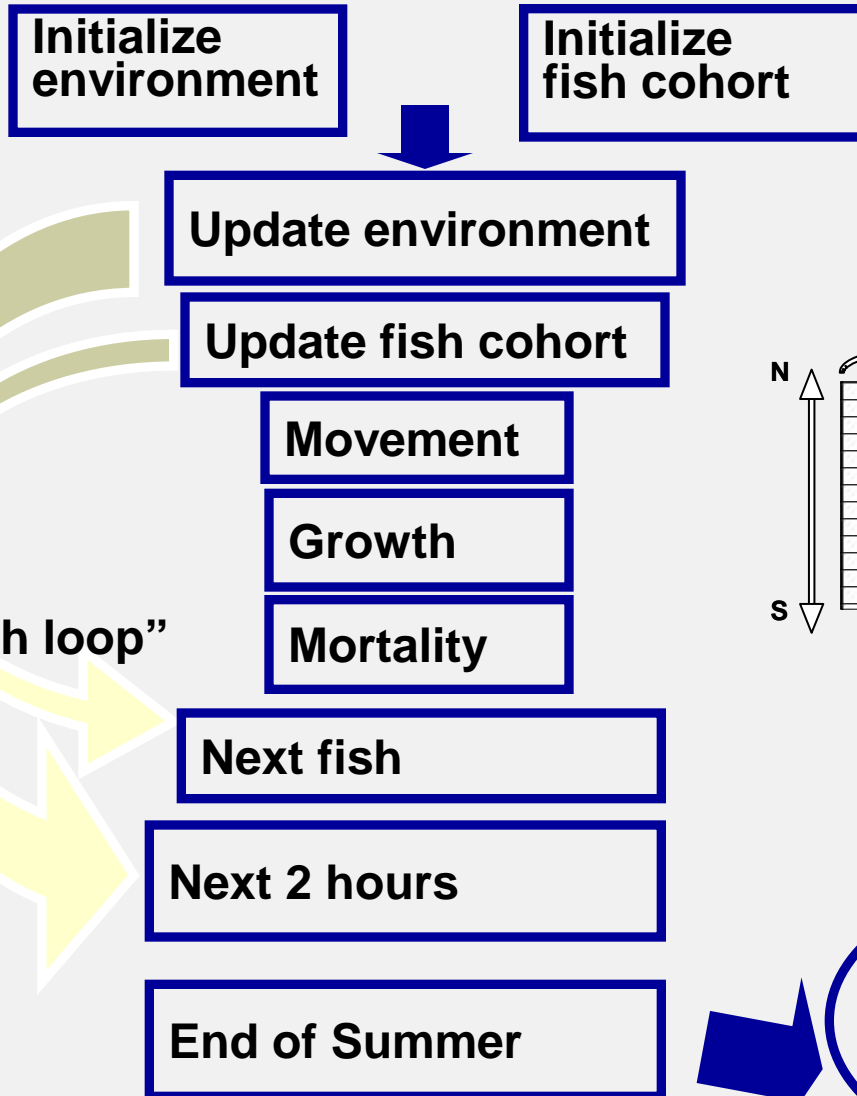 Initialize
environment
Initialize
fish cohort
Update environment
Update fish cohort
N
Movement
Growth
S
h loop”
Mortality
Next fish
Next 2 hours
End of Summer